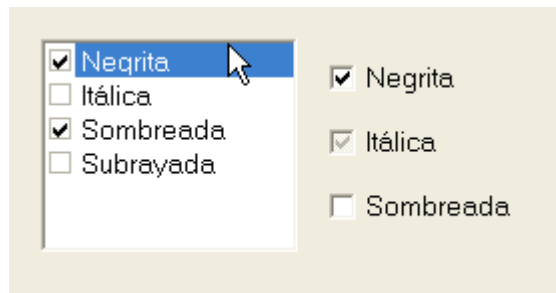 Negrita
Itálica
Sombreada
Subrayada
Negrita
Itálica
Sombreada